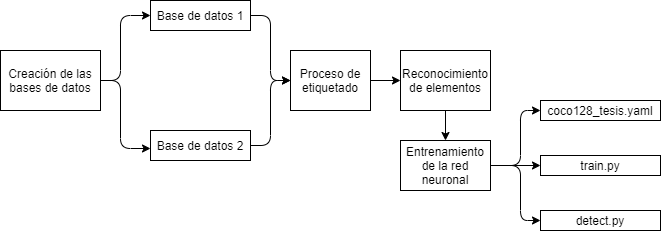 Creación de las
bases de datos
Base de datos 1
Base de datos 2
Proceso de
etiquetado
Reconocimiento
de elementos
Entrenamiento
de la red
neuronal
coco128_tesis.yaml
train.py
detect.py